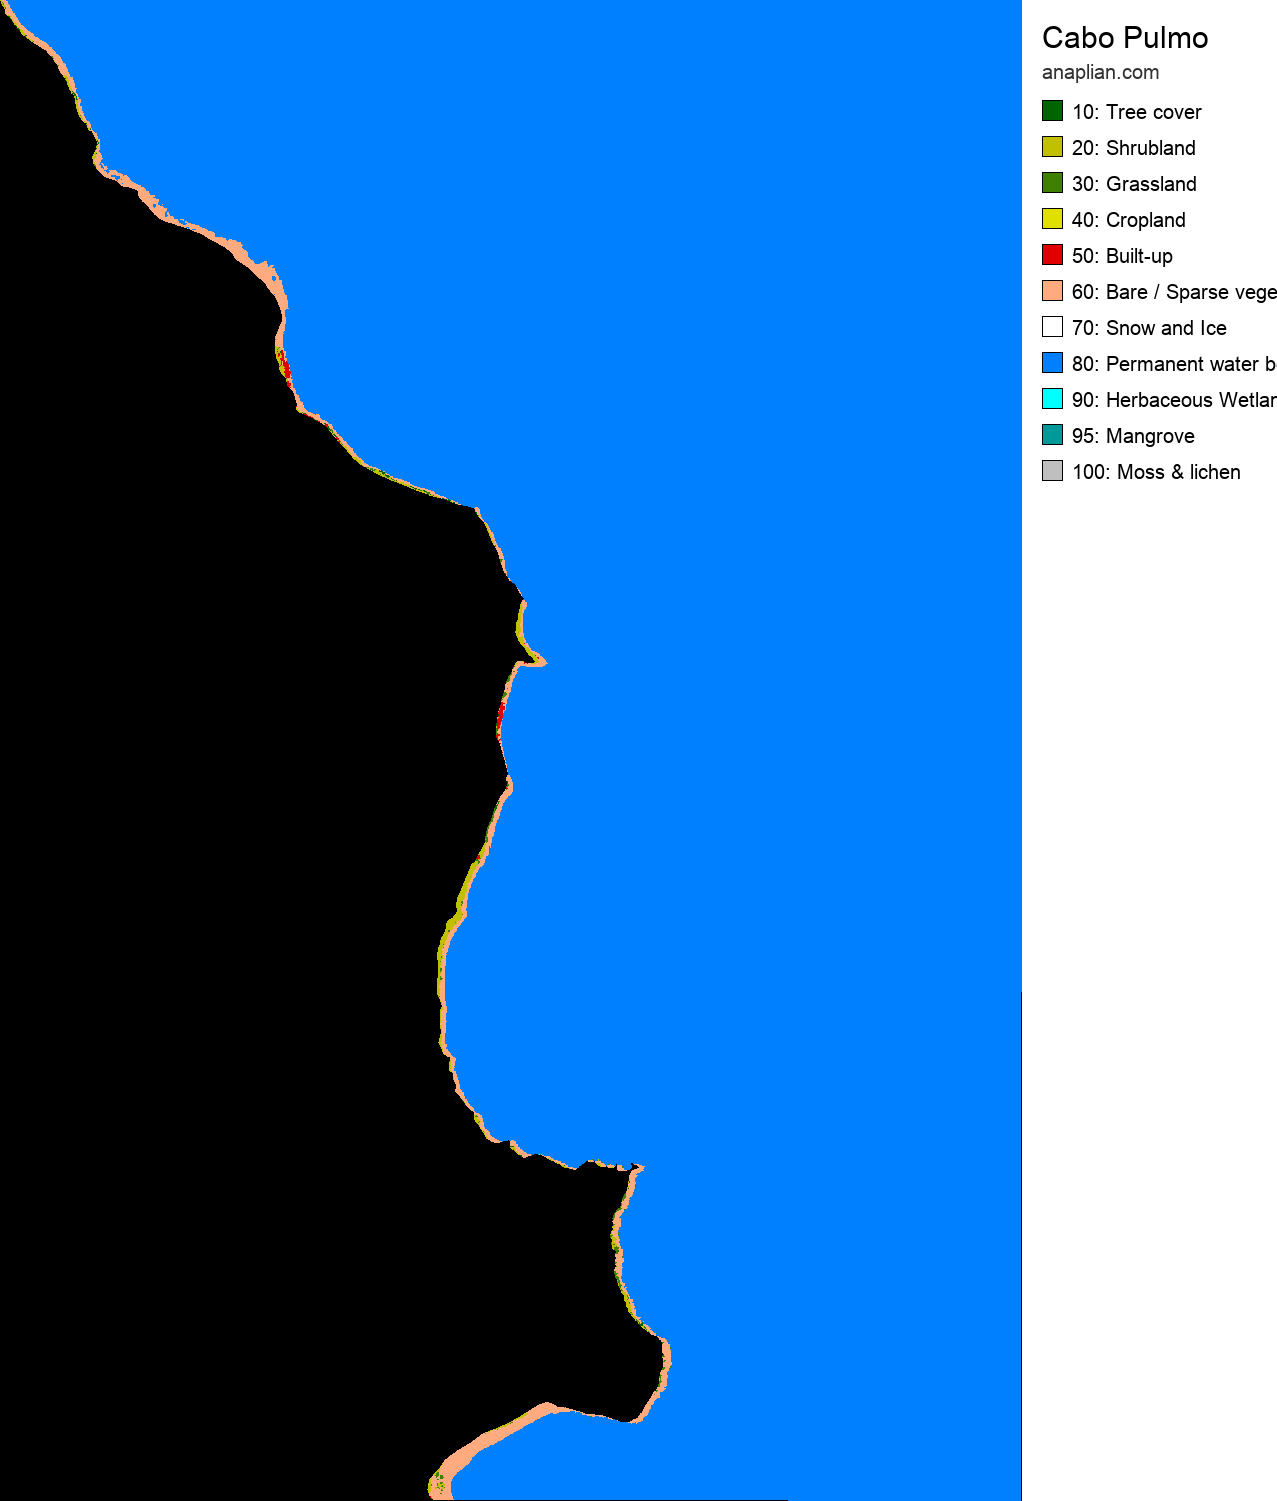 Cabo Pulmo
anaplian.com
10: Tree cover
20: Shrubland
30: Grassland
40: Cropland
50: Built-up
60: Bare / Sparse vege
70: Snow and Ice
80: Permanent water b
90: Herbaceous Wetlar
95: Mangrove
100: Moss & lichen